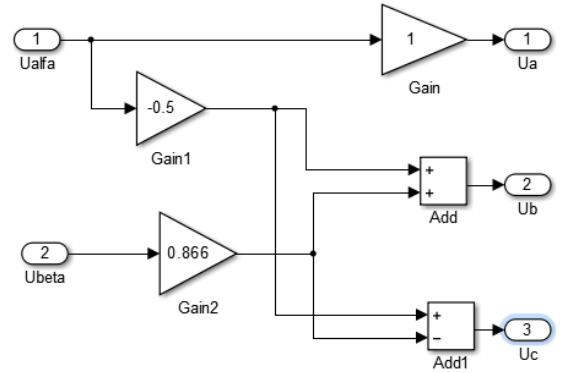 1
Ualfa
1
Gain
1
Ua
-0.5
Gain1
+
+
Add
2
Ub
2
Ubeta
0.866
Gain2
+
−
Add1
3
Uc